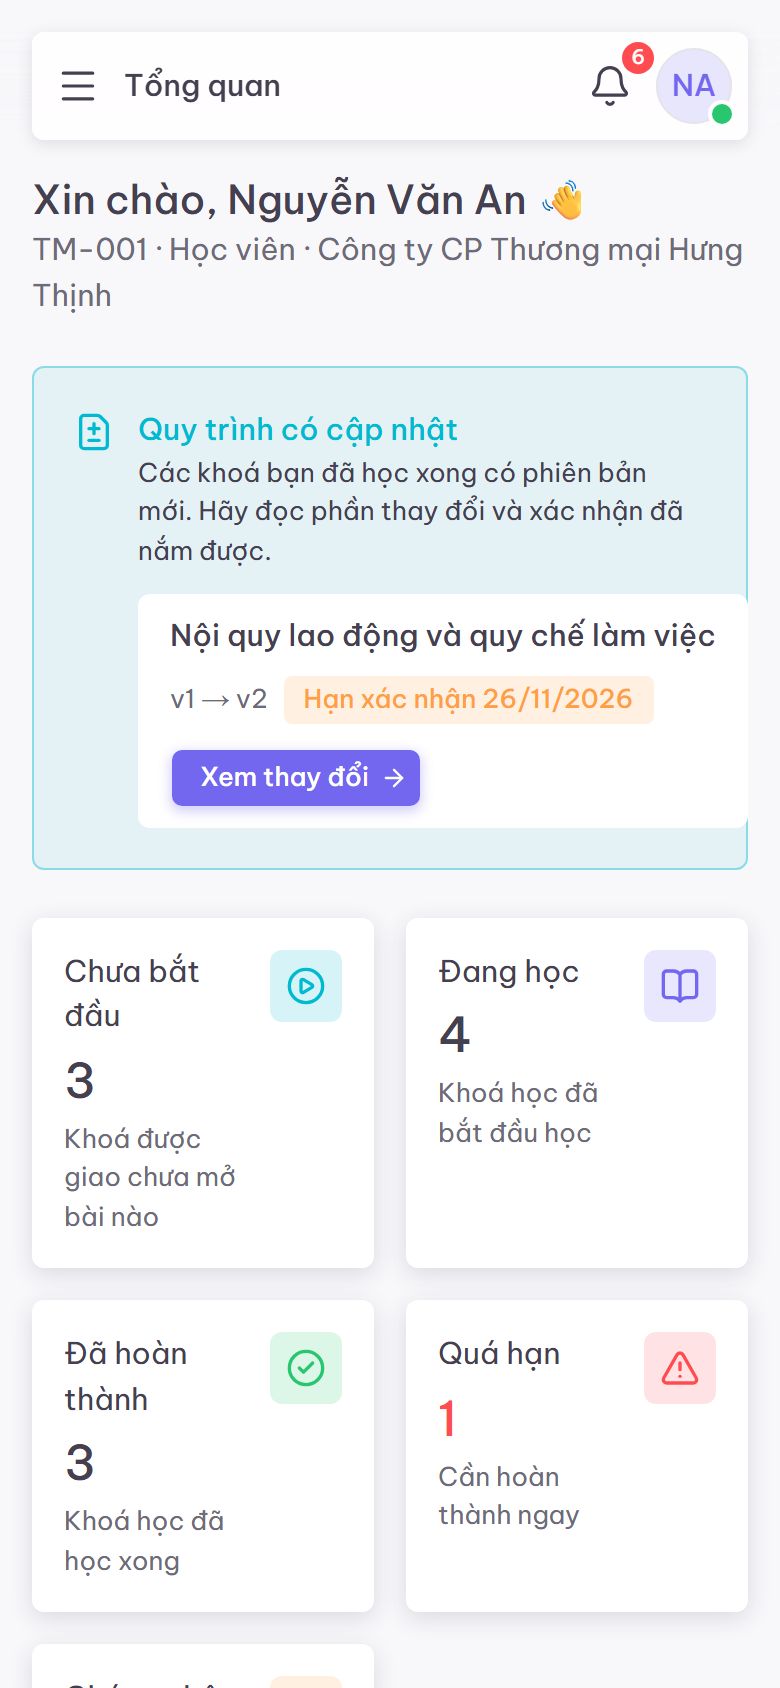 Tổng quan
6
NA
Xin chào, Nguyễn Văn An 👋
TM-001 · Học viên · Công ty CP Thương mại Hưng
Thịnh
Quy trình có cập nhật
Các khoá bạn đã học xong có phiên bản
mới. Hãy đọc phần thay đổi và xác nhận đã
nắm được.
Nội quy lao động và quy chế làm việc
v1 → v2 Hạn xác nhận 26/11/2026
Xem thay đổi →
Chưa bắt
đầu
3
Khoá được
giao chưa mở
bài nào
Đang học
4
Khoá học đã
bắt đầu học
Đã hoàn
thành
3
Khoá học đã
học xong
Quá hạn
1
Cần hoàn
thành ngay